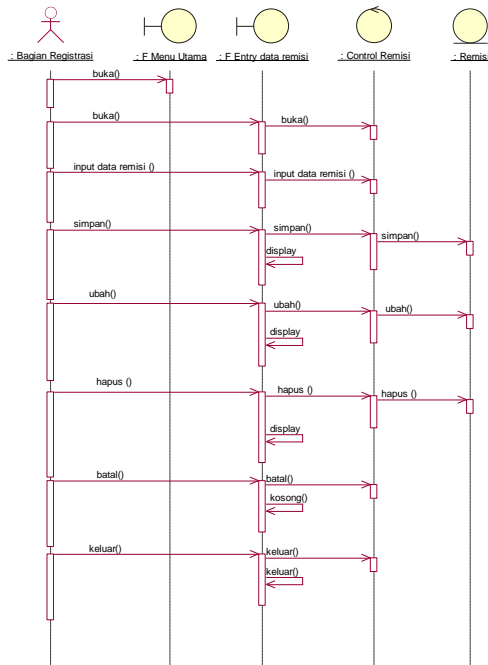 : Bagian Registrasi
: F Menu Utama
: F Entry data remisi
: Control Remisi
: Remisi
buka()
buka()
buka()
input data remisi ()
input data remisi ()
simpan()
simpan()
simpan()
display
ubah()
ubah()
ubah()
display
hapus ()
hapus ()
hapus ()
display
batal()
batal()
kosong()
keluar()
keluar()
keluar()